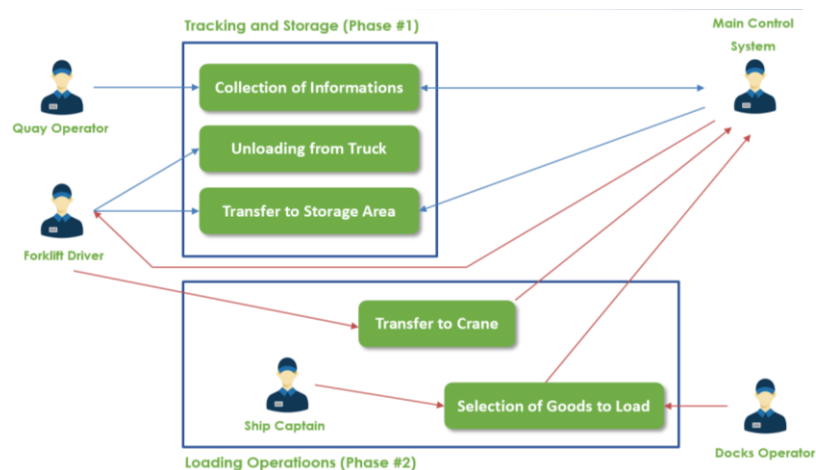 Tracking and Storage (Phase #1)
Main Control
System
Collection of Informations
Quay Operator
Unloading from Truck
Transfer to Storage Area
Forklift Driver
Transfer to Crane
Selection of Goods to Load
Ship Captain
Docks Operator
Loading Operatioons (Phase #2)